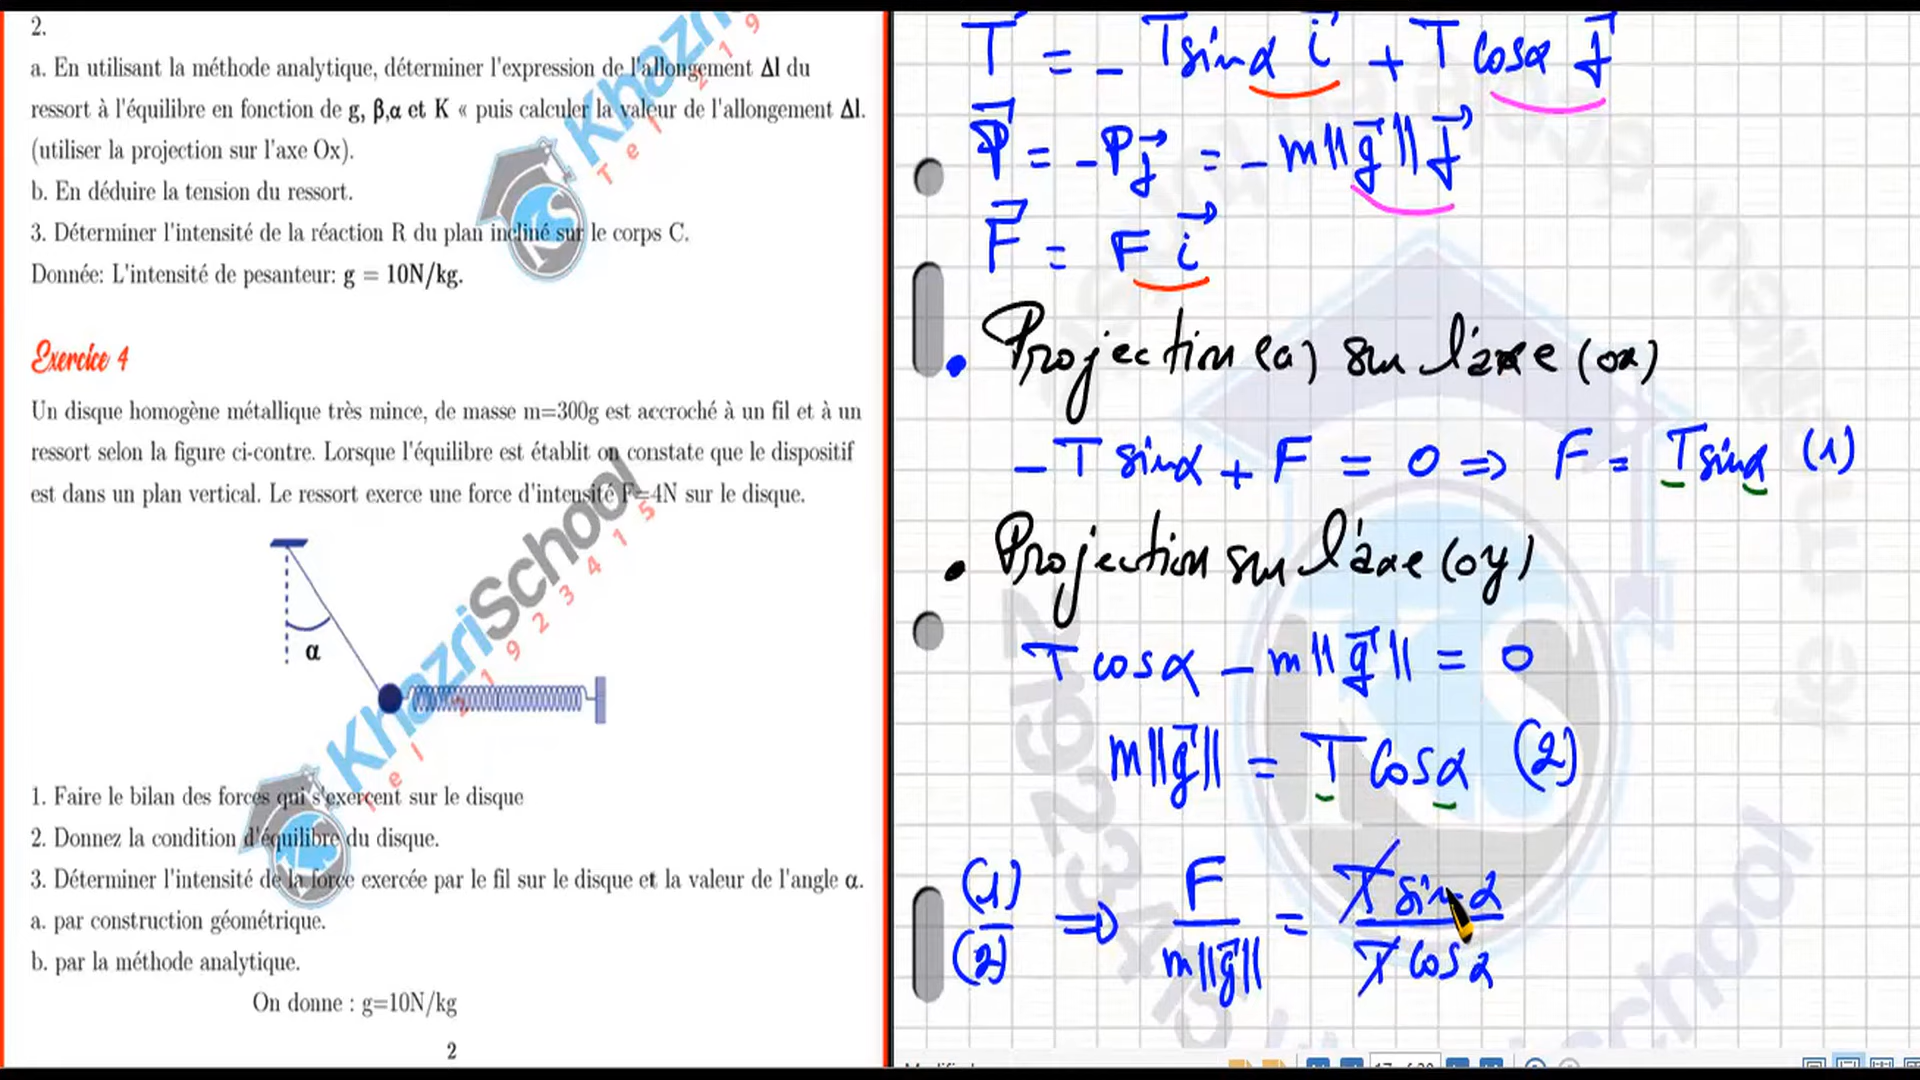 2.
a. En utilisant la méthode analytique, déterminer l'expression de l'allongement Δl du
ressort à l'équilibre en fonction de g, β,α et K « puis calculer la valeur de l'allongement Δl.
(utiliser la projection sur l'axe Ox).
b. En déduire la tension du ressort.
3. Déterminer l'intensité de la réaction R du plan incliné sur le corps C.
Donnée: L'intensité de pesanteur: g = 10N/kg.
Exercice 4
Un disque homogène métallique très mince, de masse m=300g est accroché à un fil et à un
ressort selon la figure ci-contre. Lorsque l'équilibre est établit on constate que le dispositif
est dans un plan vertical. Le ressort exerce une force d'intensité F=4N sur le disque.
α
KhazriSchool
1. Faire le bilan des forces qui s'exercent sur le disque
2. Donnez la condition d'équilibre du disque.
3. Déterminer l'intensité de la force exercée par le fil sur le disque et la valeur de l'angle α.
a. par construction géométrique.
b. par la méthode analytique.
On donne : g=10N/kg
2
T = - T sinα i⃗ + T cosα j⃗
P⃗ = -P j⃗ = - m||g⃗|| j⃗
F⃗ = F i⃗
• Projection (a) sur l'axe (ox)
- T sinα + F = 0 => F = T sinα (1)
• Projection sur l'axe (oy)
T cosα - m||g⃗|| = 0
m||g⃗|| = T cosα (2)
(1)/(2) => F/m||g⃗|| = T sinα/T cosα